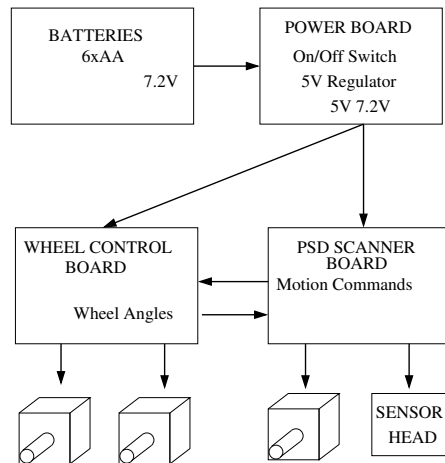 BATTERIES
6xAA
7.2V
POWER BOARD
On/Off Switch
5V Regulator
5V 7.2V
WHEEL CONTROL
BOARD
Wheel Angles
PSD SCANNER
BOARD
Motion Commands
SENSOR
HEAD